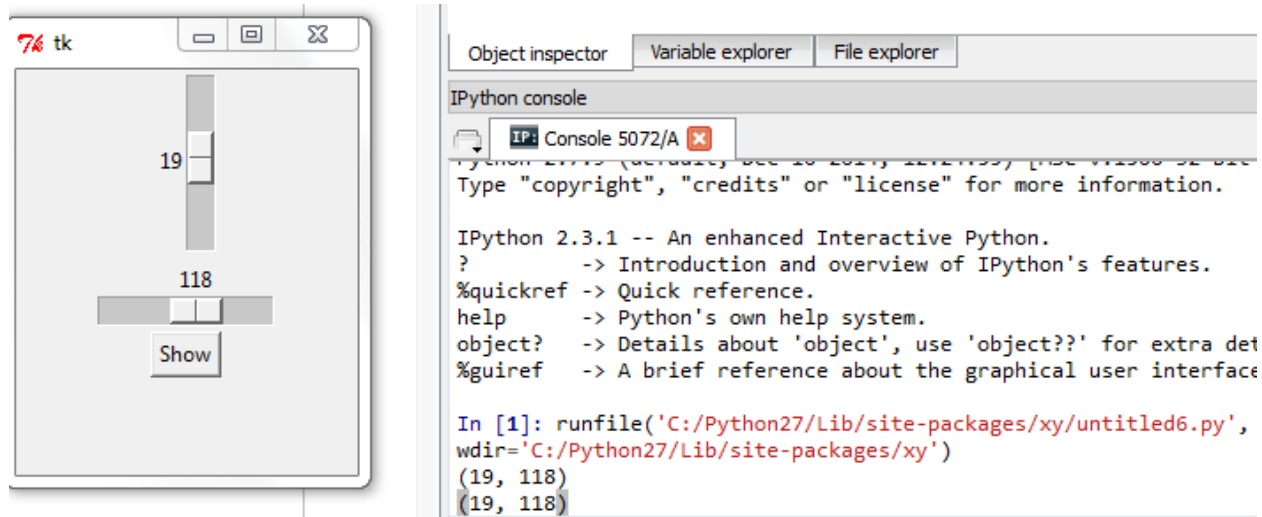 tk
19
118
Show
Object inspector
Variable explorer
File explorer
IPython console
IP: Console 5072/A
Type "copyright", "credits" or "license" for more information.
IPython 2.3.1 -- An enhanced Interactive Python.
? -> Introduction and overview of IPython's features.
%quickref -> Quick reference.
help -> Python's own help system.
object? -> Details about 'object', use 'object??' for extra det
%guiref -> A brief reference about the graphical user interface
In [1]: runfile('C:/Python27/Lib/site-packages/xy/untitled6.py',
wdir='C:/Python27/Lib/site-packages/xy')
(19, 118)
(19, 118)